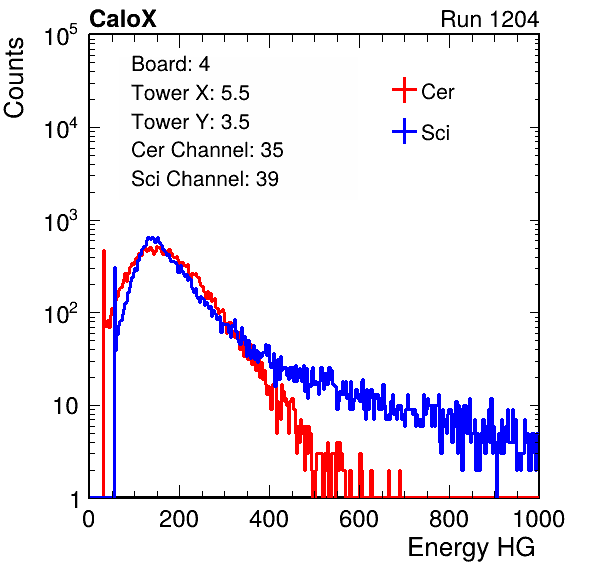 CaloX Run 1204
Counts
Board: 4
Tower X: 5.5
Tower Y: 3.5
Cer Channel: 35
Sci Channel: 39
Cer
Sci
10^5
10^4
10^3
10^2
10
1
0 200 400 600 800 1000
Energy HG